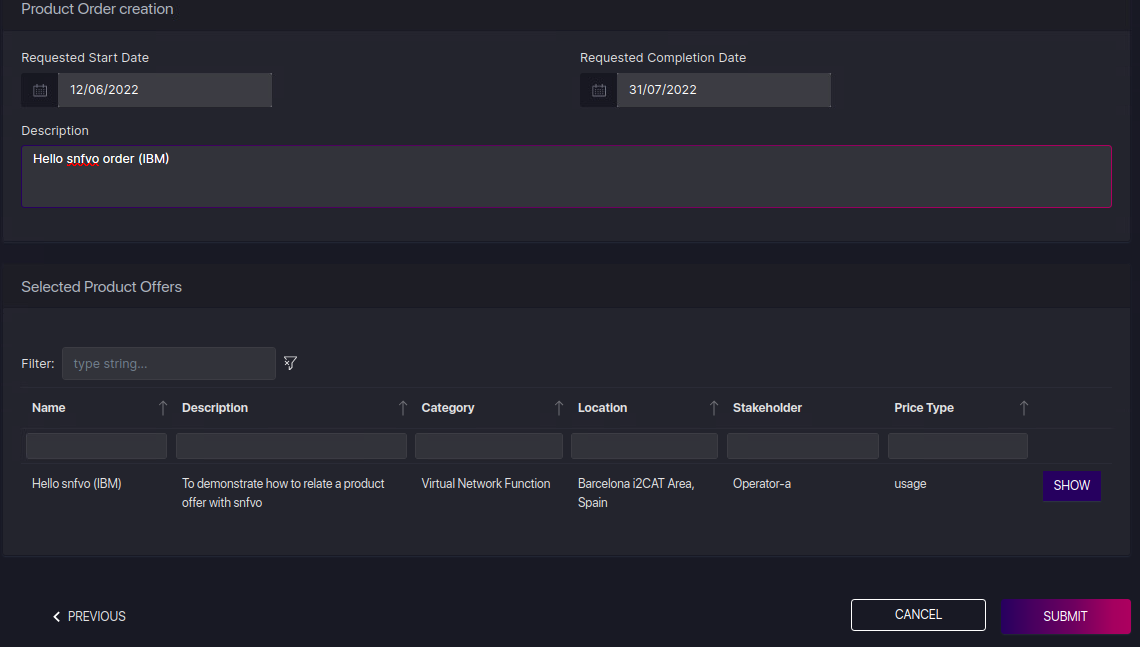 Product Order creation
Requested Start Date
Requested Completion Date
12/06/2022
31/07/2022
Description
Hello snfvo order (IBM)
Selected Product Offers
Filter:
type string...
Name
Description
Category
Location
Stakeholder
Price Type
Hello snfvo (IBM)
To demonstrate how to relate a product
offer with snfvo
Virtual Network Function
Barcelona i2CAT Area,
Spain
Operator-a
usage
SHOW
PREVIOUS
CANCEL
SUBMIT